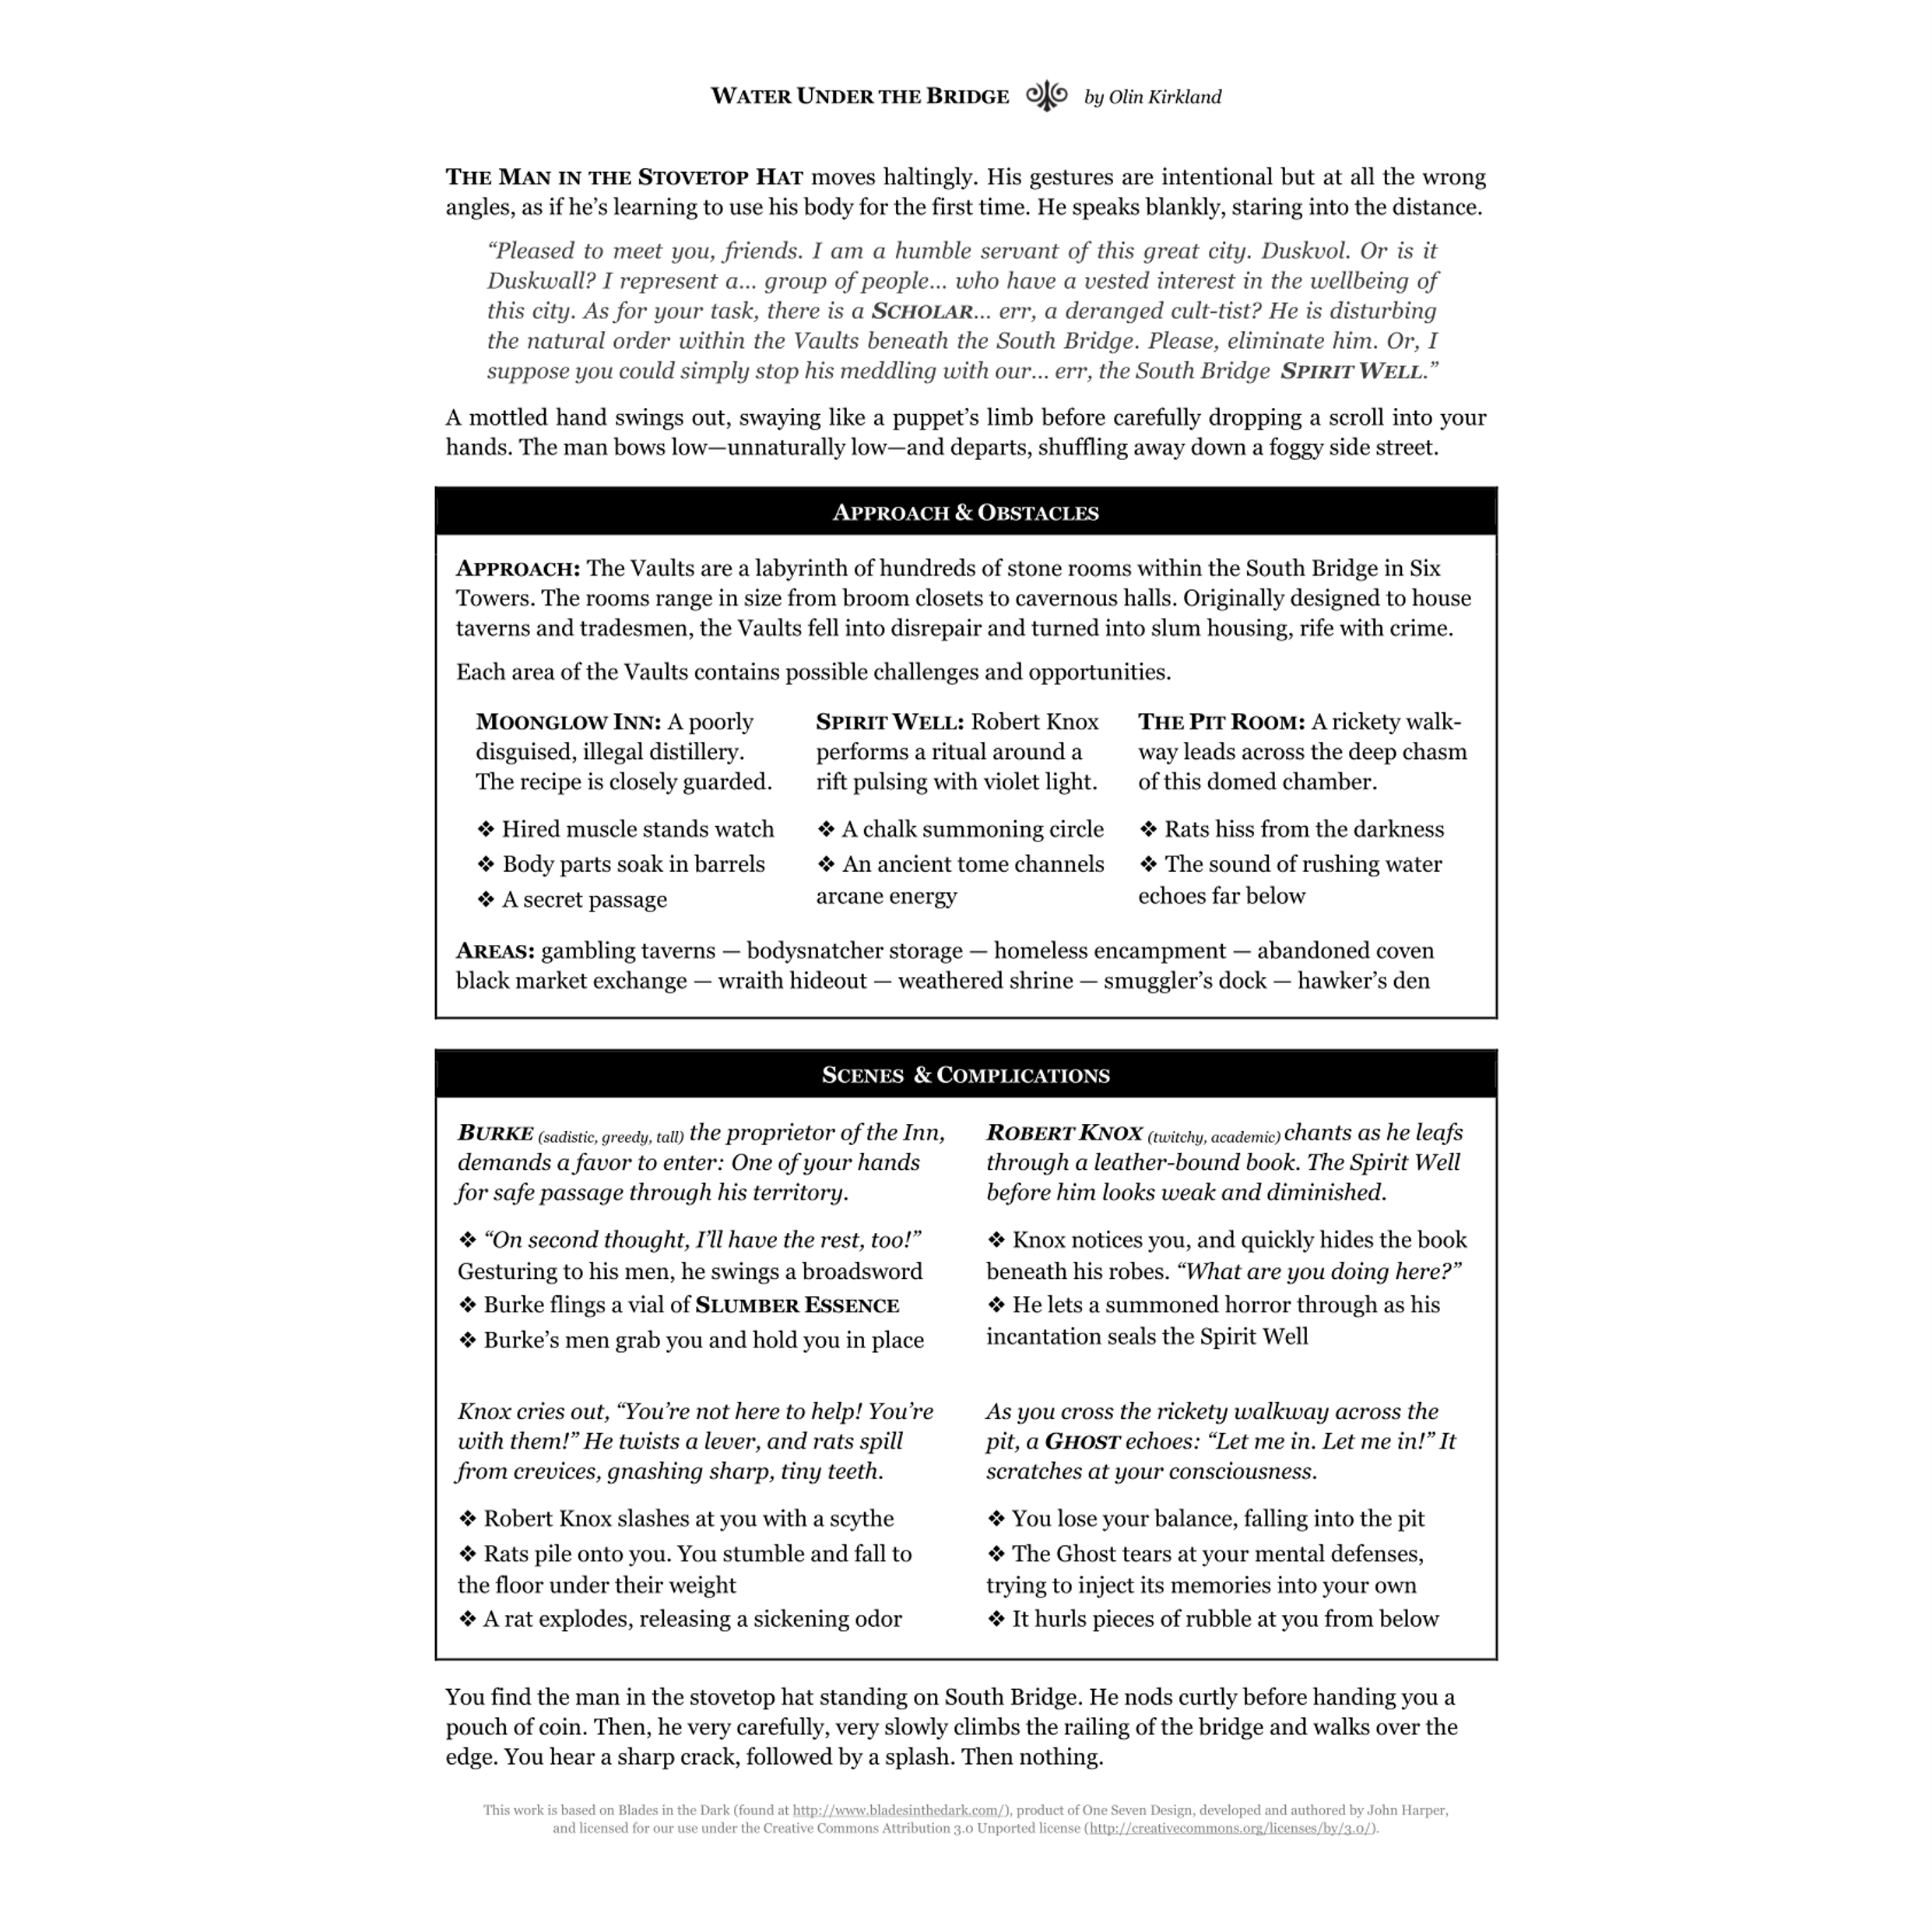 WATER UNDER THE BRIDGE by Olin Kirkland
THE MAN IN THE STOVETOP HAT moves haltingly. His gestures are intentional but at all the wrong
angles, as if he's learning to use his body for the first time. He speaks blankly, staring into the distance.
“Pleased to meet you, friends. I am a humble servant of this great city. Duskvol. Or is it
Duskwall? I represent a… group of people… who have a vested interest in the wellbeing of
this city. As for your task, there is a SCHOLAR… err, a deranged cult-tist? He is disturbing
the natural order within the Vaults beneath the South Bridge. Please, eliminate him. Or, I
suppose you could simply stop his meddling with our… err, the South Bridge SPIRIT WELL.”
A mottled hand swings out, swaying like a puppet’s limb before carefully dropping a scroll into your
hands. The man bows low—unnaturally low—and departs, shuffling away down a foggy side street.
APPROACH & OBSTACLES
APPROACH: The Vaults are a labyrinth of hundreds of stone rooms within the South Bridge in Six
Towers. The rooms range in size from broom closets to cavernous halls. Originally designed to house
taverns and tradesmen, the Vaults fell into disrepair and turned into slum housing, rife with crime.
Each area of the Vaults contains possible challenges and opportunities.
MOONGLOW INN: A poorly
disguised, illegal distillery.
The recipe is closely guarded.
❖ Hired muscle stands watch
❖ Body parts soak in barrels
❖ A secret passage
SPIRIT WELL: Robert Knox
performs a ritual around a
rift pulsing with violet light.
❖ A chalk summoning circle
❖ An ancient tome channels
arcane energy
THE PIT ROOM: A rickety walk-
way leads across the deep chasm
of this domed chamber.
❖ Rats hiss from the darkness
❖ The sound of rushing water
echoes far below
AREAS: gambling taverns — bodysnatcher storage — homeless encampment — abandoned coven
black market exchange — wraith hideout — weathered shrine — smuggler’s dock — hawker’s den
SCENES & COMPLICATIONS
BURKE (sadistic, greedy, tall) the proprietor of the Inn,
demands a favor to enter: One of your hands
for safe passage through his territory.
❖ “On second thought, I’ll have the rest, too!”
Gesturing to his men, he swings a broadsword
❖ Burke flings a vial of SLUMBER ESSENCE
❖ Burke’s men grab you and hold you in place
ROBERT KNOX (twitchy, academic) chants as he leafs
through a leather-bound book. The Spirit Well
before him looks weak and diminished.
❖ Knox notices you, and quickly hides the book
beneath his robes. “What are you doing here?”
❖ He lets a summoned horror through as his
incantation seals the Spirit Well
Knox cries out, “You’re not here to help! You’re
with them!” He twists a lever, and rats spill
from crevices, gnashing sharp, tiny teeth.
❖ Robert Knox slashes at you with a scythe
❖ Rats pile onto you. You stumble and fall to
the floor under their weight
❖ A rat explodes, releasing a sickening odor
As you cross the rickety walkway across the
pit, a GHOST echoes: “Let me in. Let me in!” It
scratches at your consciousness.
❖ You lose your balance, falling into the pit
❖ The Ghost tears at your mental defenses,
trying to inject its memories into your own
❖ It hurls pieces of rubble at you from below
You find the man in the stovetop hat standing on South Bridge. He nods curtly before handing you a
pouch of coin. Then, he very carefully, very slowly climbs the railing of the bridge and walks over the
edge. You hear a sharp crack, followed by a splash. Then nothing.
This work is based on Blades in the Dark (found at http://www.bladesinthedark.com/), product of One Seven Design, developed and authored by John Harper,
and licensed for our use under the Creative Commons Attribution 3.0 Unported license (http://creativecommons.org/licenses/by/3.0/).